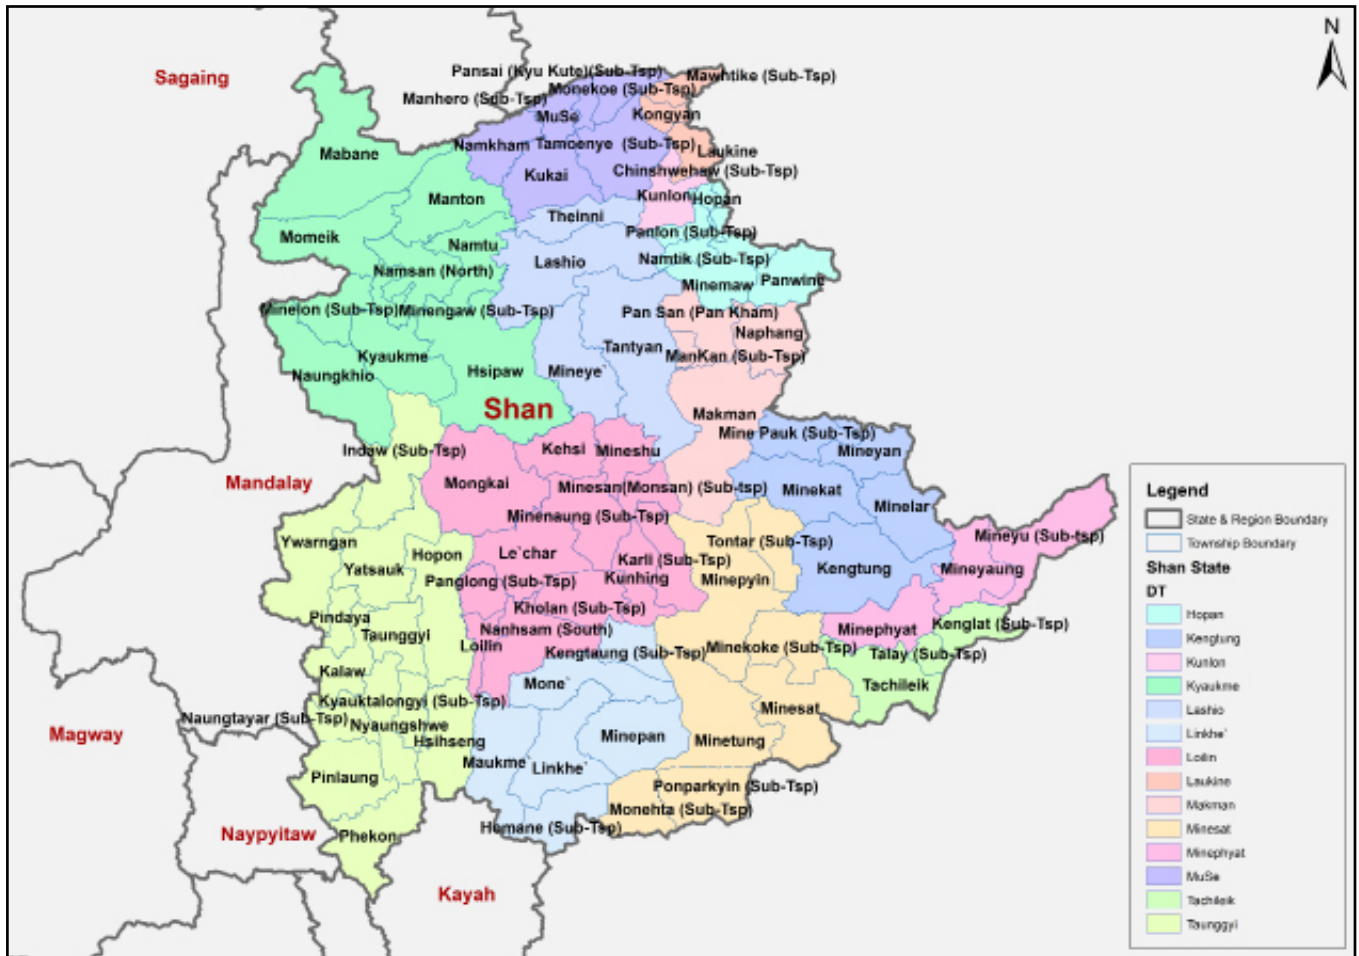 N
Sagaing
Pansai (Kyu Kute)(Sub-Tsp)
Mawhtike (Sub-Tsp)
Monekoe (Sub-Tsp)
Manhero (Sub-Tsp)
MuSe
Kongyan
Namkham
Tamoenye (Sub-Tsp)
Laukine
Mabane
Kukai
Chinshwehaw (Sub-Tsp)
Manton
Kunlon
Hopan
Theinni
Panlon (Sub-Tsp)
Momeik
Namtu
Lashio
Namtik (Sub-Tsp)
Namsan (North)
Minemaw
Panwine
Minelon (Sub-Tsp)
Minengaw (Sub-Tsp)
Pan San (Pan Kham)
Naphang
Tantyan
ManKan (Sub-Tsp)
Kyaukme
Naungkhio
Hsipaw
Mineye`
Shan
Makman
Mine Pauk (Sub-Tsp)
Mineyan
Indaw (Sub-Tsp)
Kehsi
Mineshu
Mandalay
Mongkai
Minesan(Monsan) (Sub-tsp)
Minekat
Minelar
Minenaung (Sub-Tsp)
Ywarngan
Hopon
Le`char
Tontar (Sub-Tsp)
Mineyu (Sub-tsp)
Yatsauk
Karli (Sub-Tsp)
Kengtung
Mineyaung
Panglong (Sub-Tsp)
Kunhing
Minepyin
Pindaya
Kholan (Sub-Tsp)
Taunggyi
Nanhsam (South)
Minephyat
Kenglat (Sub-Tsp)
Loilin
Kengtaung (Sub-Tsp)
Minekoke (Sub-Tsp)
Talay (Sub-Tsp)
Kalaw
Mone`
Tachileik
Kyauktalongyi (Sub-Tsp)
Minesat
Naungtayar (Sub-Tsp)
Nyaungshwe
Magway
Hsihseng
Minepan
Minetung
Maukme`
Linkhe`
Pinlaung
Ponparkyin (Sub-Tsp)
Monehta (Sub-Tsp)
Naypyitaw
Phekon
Homane (Sub-Tsp)
Kayah
Legend
State & Region Boundary
Township Boundary
Shan State
DT
Hopan
Kengtung
Kunlon
Kyaukme
Lashio
Linkhe`
Loilin
Laukine
Makman
Minesat
Minephyat
MuSe
Tachileik
Taunggyi